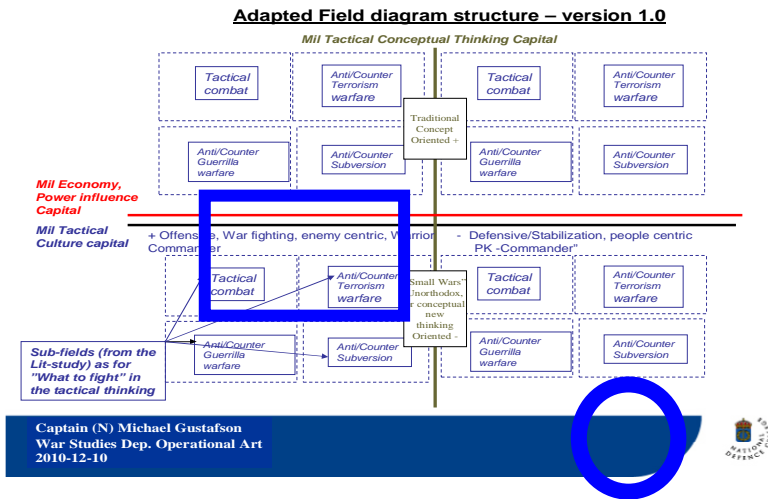 Adapted Field diagram structure – version 1.0
Mil Tactical Conceptual Thinking Capital
Tactical
combat
Anti/Counter
Terrorism
warfare
Tactical
combat
Anti/Counter
Terrorism
warfare
Traditional
Concept
Oriented +
Anti/Counter
Guerrilla
warfare
Anti/Counter
Subversion
Anti/Counter
Guerrilla
warfare
Anti/Counter
Subversion
Mil Economy,
Power influence
Capital
Mil Tactical
Culture capital
+ Offensive, War fighting, enemy centric, Warrior
Commander
- Defensive/Stabilization, people centric
PK -Commander"
Tactical
combat
Anti/Counter
Terrorism
warfare
Small Wars"
Unorthodox,
r conceptual
new
thinking
Oriented -
Tactical
combat
Anti/Counter
Terrorism
warfare
Anti/Counter
Guerrilla
warfare
Anti/Counter
Subversion
Anti/Counter
Guerrilla
warfare
Anti/Counter
Subversion
Sub-fields (from the
Lit-study) as for
"What to fight" in
the tactical thinking
Captain (N) Michael Gustafson
War Studies Dep. Operational Art
2010-12-10
NATIONAL
DEFENCE